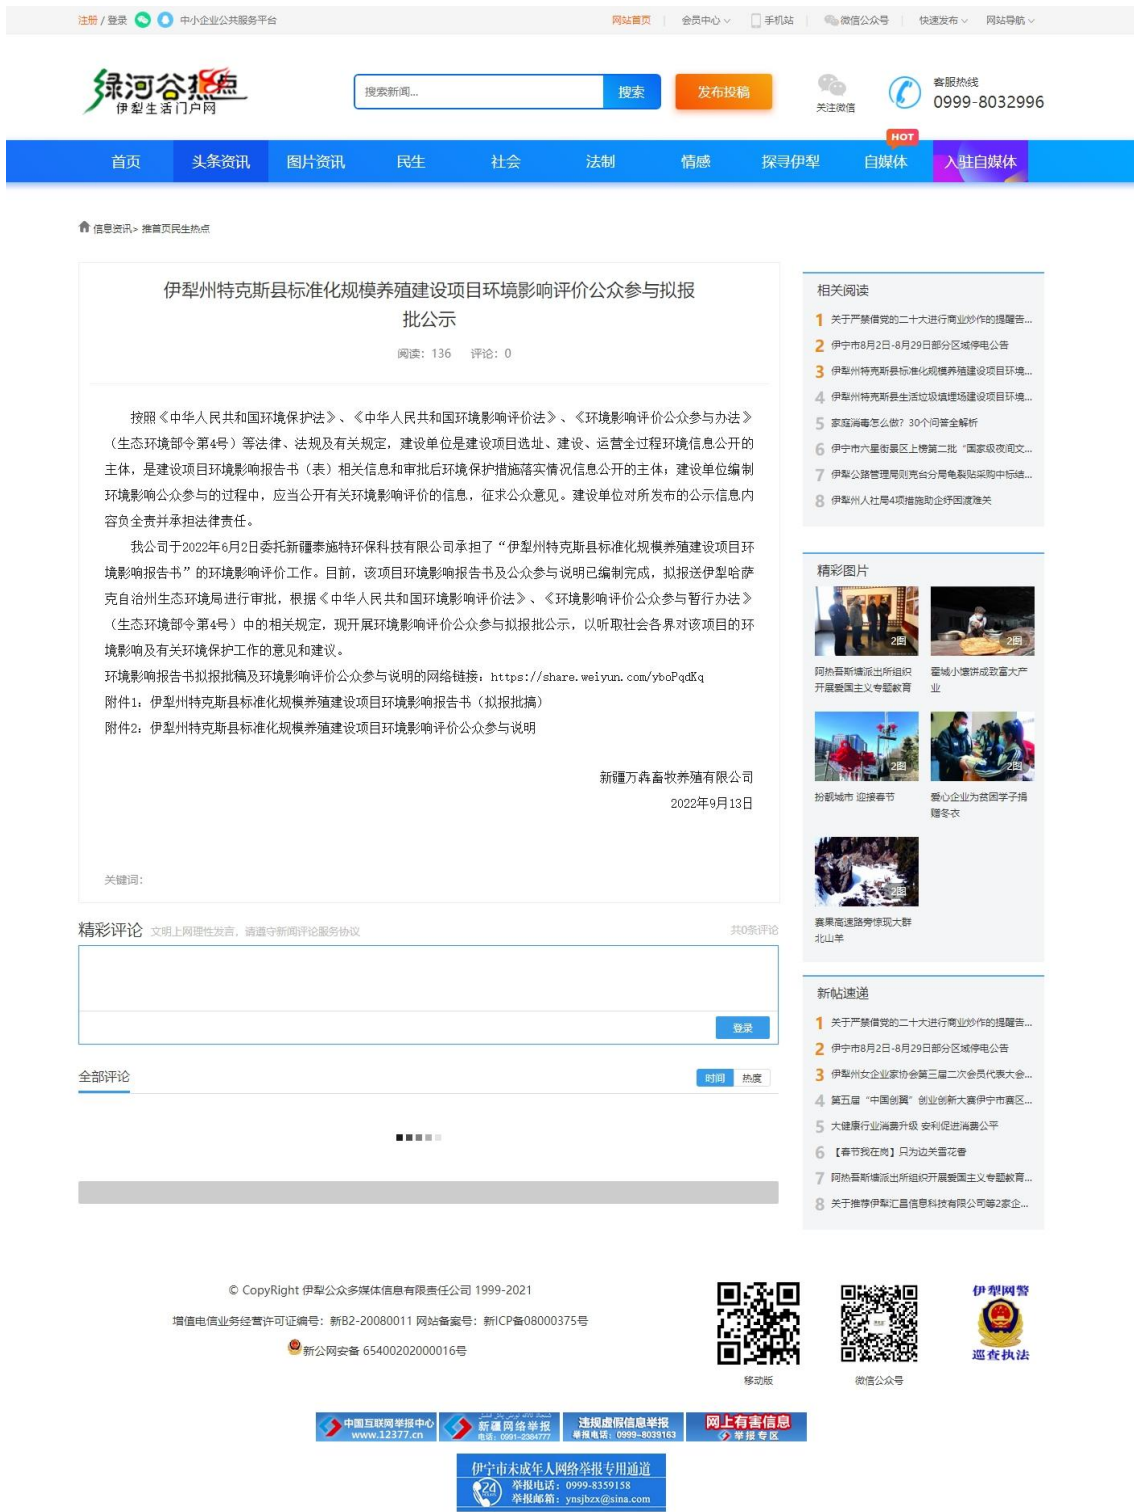 注册 / 登录 中小企业公共服务平台 网站首页 会员中心 手机站 微信公众号 快速发布 网站导航
绿河谷热点
伊犁生活门户网
搜索新闻... 搜索 发布投稿 关注微信 客服热线
0999-8032996
HOT
首页 头条资讯 图片资讯 民生 社会 法制 情感 探寻伊犁 自媒体 入驻自媒体
信息资讯> 推首页民生热点
伊犁州特克斯县标准化规模养殖建设项目环境影响评价公众参与拟报
批公示
阅读：136 评论：0
按照《中华人民共和国环境保护法》、《中华人民共和国环境影响评价法》、《环境影响评价公众参与办法》
（生态环境部令第4号）等法律、法规及有关规定，建设单位是建设项目选址、建设、运营全过程环境信息公开的
主体，是建设项目环境影响报告书（表）相关信息和审批后环境保护措施落实情况信息公开的主体；建设单位编制
环境影响公众参与的过程中，应当公开有关环境影响评价的信息，征求公众意见。建设单位对所发布的公示信息内
容负全责并承担法律责任。
我公司于2022年6月2日委托新疆泰施特环保科技有限公司承担了“伊犁州特克斯县标准化规模养殖建设项目环
境影响报告书”的环境影响评价工作。目前，该项目环境影响报告书及公众参与说明已编制完成，拟报送伊犁哈萨
克自治州生态环境局进行审批，根据《中华人民共和国环境影响评价法》、《环境影响评价公众参与暂行办法》
（生态环境部令第4号）中的相关规定，现开展环境影响评价公众参与拟报批公示，以听取社会各界对该项目的环
境影响及有关环境保护工作的意见和建议。
环境影响报告书拟报批稿及环境影响评价公众参与说明的网络链接：https://share.weiyun.com/yboPqdKq
附件1：伊犁州特克斯县标准化规模养殖建设项目环境影响报告书（拟报批搞）
附件2：伊犁州特克斯县标准化规模养殖建设项目环境影响评价公众参与说明
新疆万犇畜牧养殖有限公司
2022年9月13日
关键词：
精彩评论 文明上网理性发言，请遵守新闻评论服务协议 共0条评论
登录
全部评论 时间 热度
相关阅读
1 关于严禁借党的二十大进行商业炒作的提醒告...
2 伊宁市8月2日-8月29日部分区域停电公告
3 伊犁州特克斯县标准化规模养殖建设项目环境...
4 伊犁州特克斯县生活垃圾填埋场建设项目环境...
5 家庭消毒怎么做？30个问答全解析
6 伊宁市六星街景区上榜第二批“国家级夜间文...
7 伊犁公路管理局则克台分局龟裂贴采购中标结...
8 伊犁州人社局4项措施助企纾困渡难关
精彩图片
2图 2图
阿热吾斯塘派出所组织 霍城小馕饼成致富大产
开展爱国主义专题教育 业
2图 2图
扮靓城市 迎接春节 爱心企业为贫困学子捐
赠冬衣
2图
赛果高速路旁惊现大群
北山羊
新帖速递
1 关于严禁借党的二十大进行商业炒作的提醒告...
2 伊宁市8月2日-8月29日部分区域停电公告
3 伊犁州女企业家协会第三届二次会员代表大会...
4 第五届“中国创翼”创业创新大赛伊宁市赛区...
5 大健康行业消费升级 安利促进消费公平
6 【春节我在岗】只为边关雪花香
7 阿热吾斯塘派出所组织开展爱国主义专题教育...
8 关于推荐伊犁汇昌信息科技有限公司等2家企...
© CopyRight 伊犁公众多媒体信息有限责任公司 1999-2021
增值电信业务经营许可证编号：新B2-20080011 网站备案号：新ICP备08000375号
新公网安备 65400202000016号
移动版 微信公众号
伊犁网警
巡查执法
中国互联网举报中心
www.12377.cn
新疆网络举报
电话：0991-2384777
违规虚假信息举报
举报电话：0999-8039163
网上有害信息
举报专区
伊宁市未成年人网络举报专用通道
24 举报电话：0999-8359158
举报邮箱：ynsjbzx@sina.com